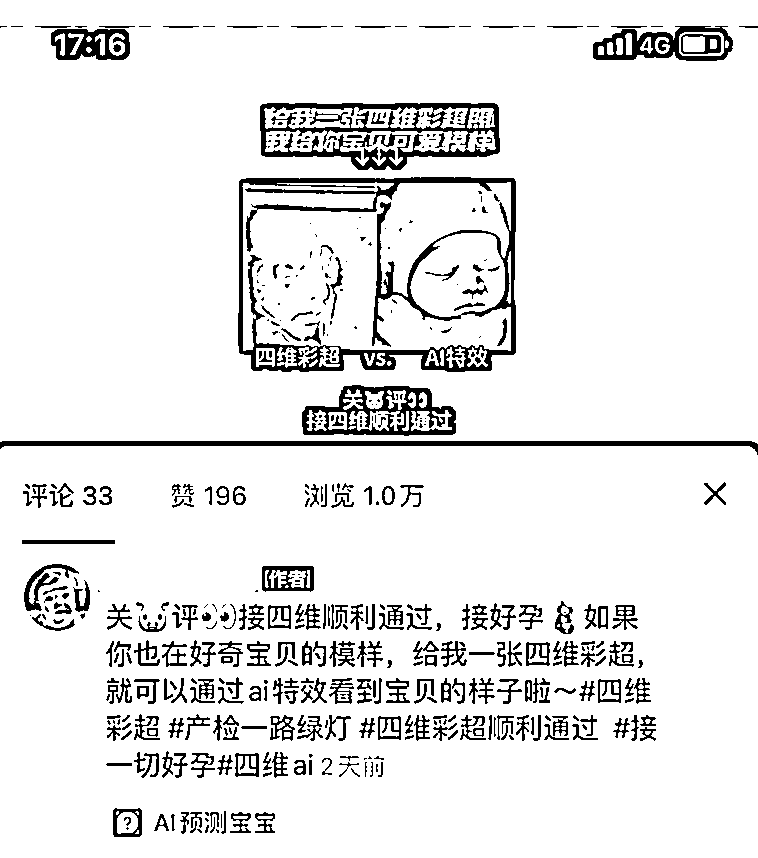 17:16 4G
给我一张四维彩超照
我给你宝贝可爱模样
↓↓↓
四维彩超 vs. AI特效
关🐷评👀
接四维顺利通过
评论 33 赞 196 浏览 1.0万 ×
作者
关🐷评👀接四维顺利通过，接好孕🤰如果
你也在好奇宝贝的模样，给我一张四维彩超，
就可以通过ai特效看到宝贝的样子啦～#四维
彩超 #产检一路绿灯 #四维彩超顺利通过 #接
一切好孕#四维ai 2天前
AI预测宝宝